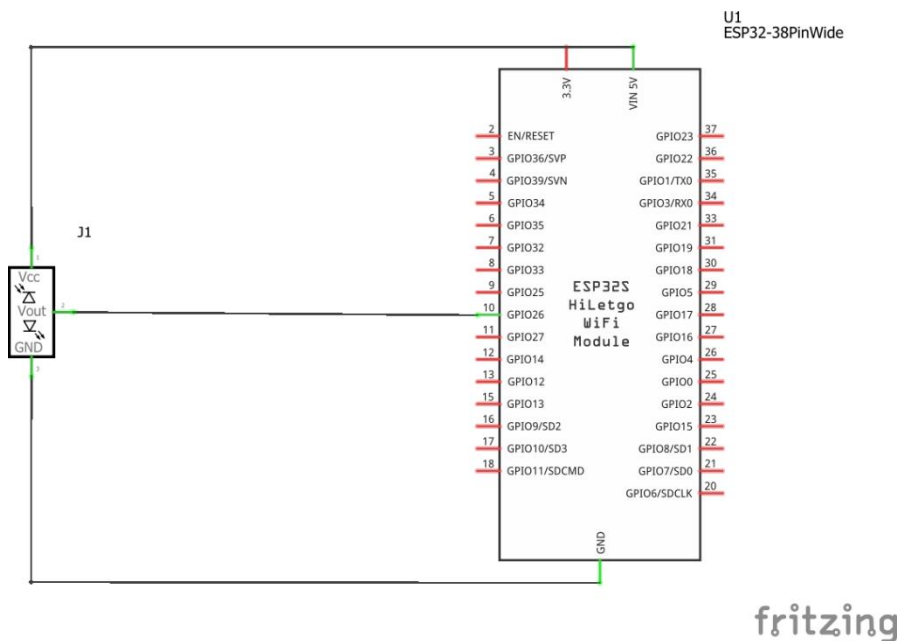 U1
ESP32-38PinWide
3.3V
VIN 5V
2 EN/RESET
3 GPIO36/SVP
4 GPIO39/SVN
5 GPIO34
6 GPIO35
7 GPIO32
8 GPIO33
9 GPIO25
10 GPIO26
11 GPIO27
12 GPIO14
13 GPIO12
15 GPIO13
16 GPIO9/SD2
17 GPIO10/SD3
18 GPIO11/SDCMD
GPIO23 37
GPIO22 36
GPIO1/TX0 35
GPIO3/RX0 34
GPIO21 33
GPIO19 31
GPIO18 30
GPIO5 29
GPIO17 28
GPIO16 27
GPIO4 26
GPIO0 25
GPIO2 24
GPIO15 23
GPIO8/SD1 22
GPIO7/SD0 21
GPIO6/SDCLK 20
ESP32S
HiLetgo
WiFi
Module
GND
J1
1
Vcc
Vout 2
GND
3
fritzing